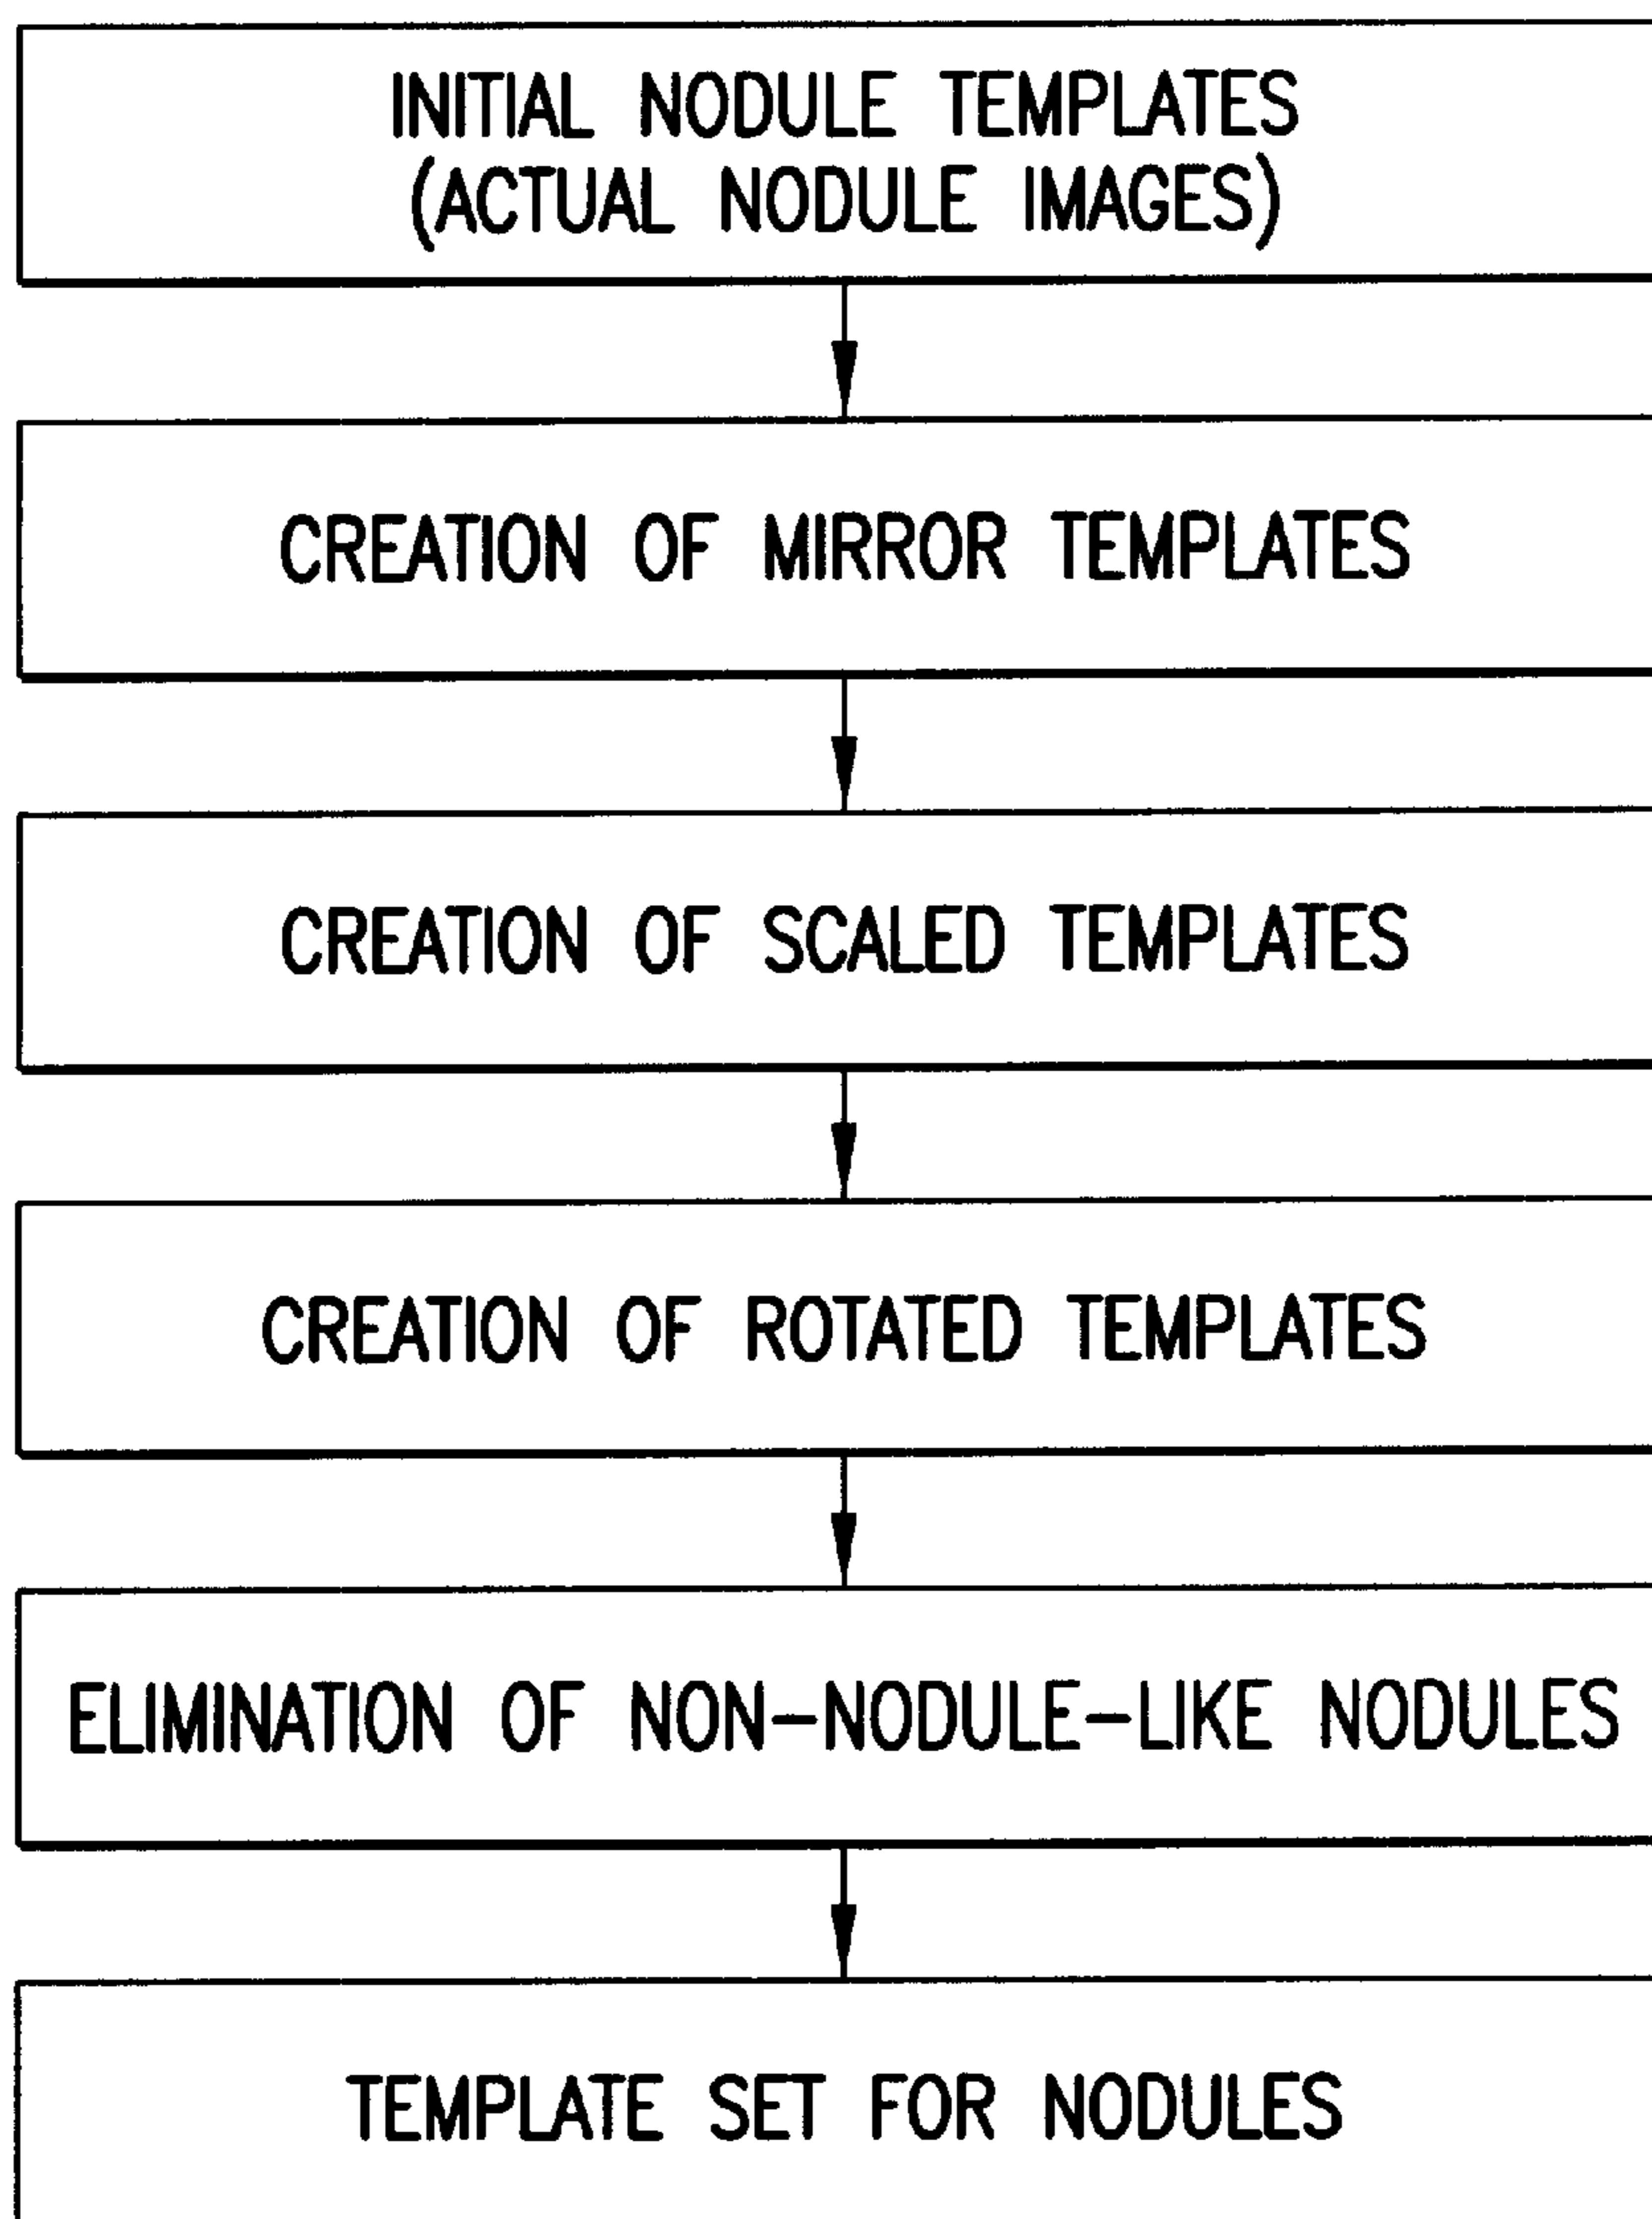 INITIAL NODULE TEMPLATES
(ACTUAL NODULE IMAGES)
CREATION OF MIRROR TEMPLATES
CREATION OF SCALED TEMPLATES
CREATION OF ROTATED TEMPLATES
ELIMINATION OF NON-NODULE-LIKE NODULES
TEMPLATE SET FOR NODULES